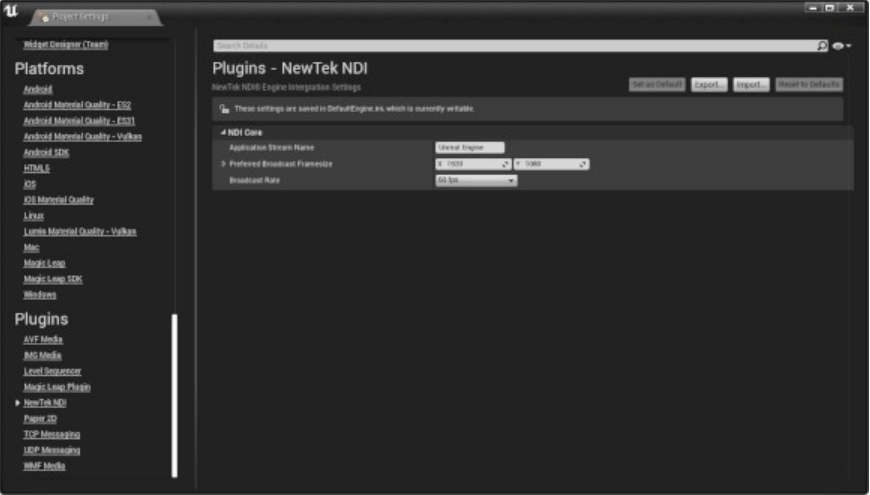 Project Settings
Widget Designer (Team)
Platforms
Android
Android Material Quality - ES2
Android Material Quality - ES31
Android Material Quality - Vulkan
Android SDK
HTML5
iOS
iOS Material Quality
Linux
Lumin Material Quality - Vulkan
Mac
Magic Leap
Magic Leap SDK
Windows
Plugins
AVF Media
IMG Media
Level Sequencer
Magic Leap Plugin
NewTek NDI
Paper 2D
TCP Messaging
UDP Messaging
WMF Media
Search Details
Plugins - NewTek NDI
NewTek NDI® Engine Intergration Settings
Set as Default Export... Import... Reset to Defaults
These settings are saved in DefaultEngine.ini, which is currently writable.
NDI Core
Application Stream Name Unreal Engine
Preferred Broadcast Framesize X 1920 Y 1080
Broadcast Rate 60 fps